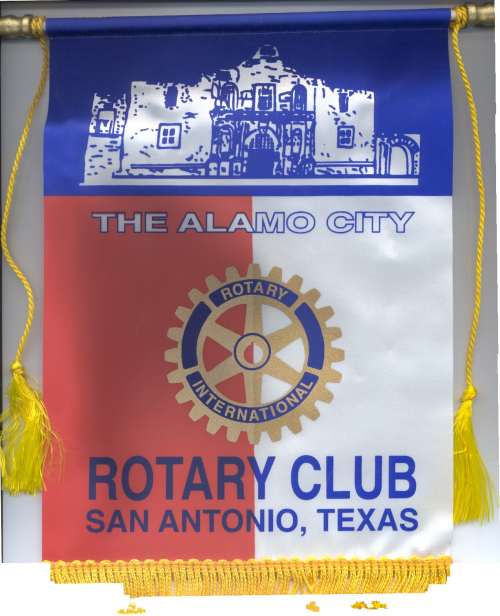 THE ALAMO CITY
ROTARY
INTERNATIONAL
ROTARY CLUB
SAN ANTONIO, TEXAS